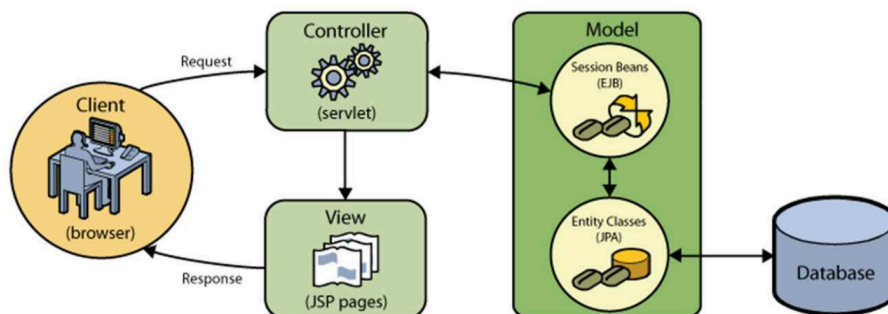 Client
(browser)
Request
Controller
(servlet)
View
(JSP pages)
Response
Model
Session Beans
(EJB)
Entity Classes
(JPA)
Database